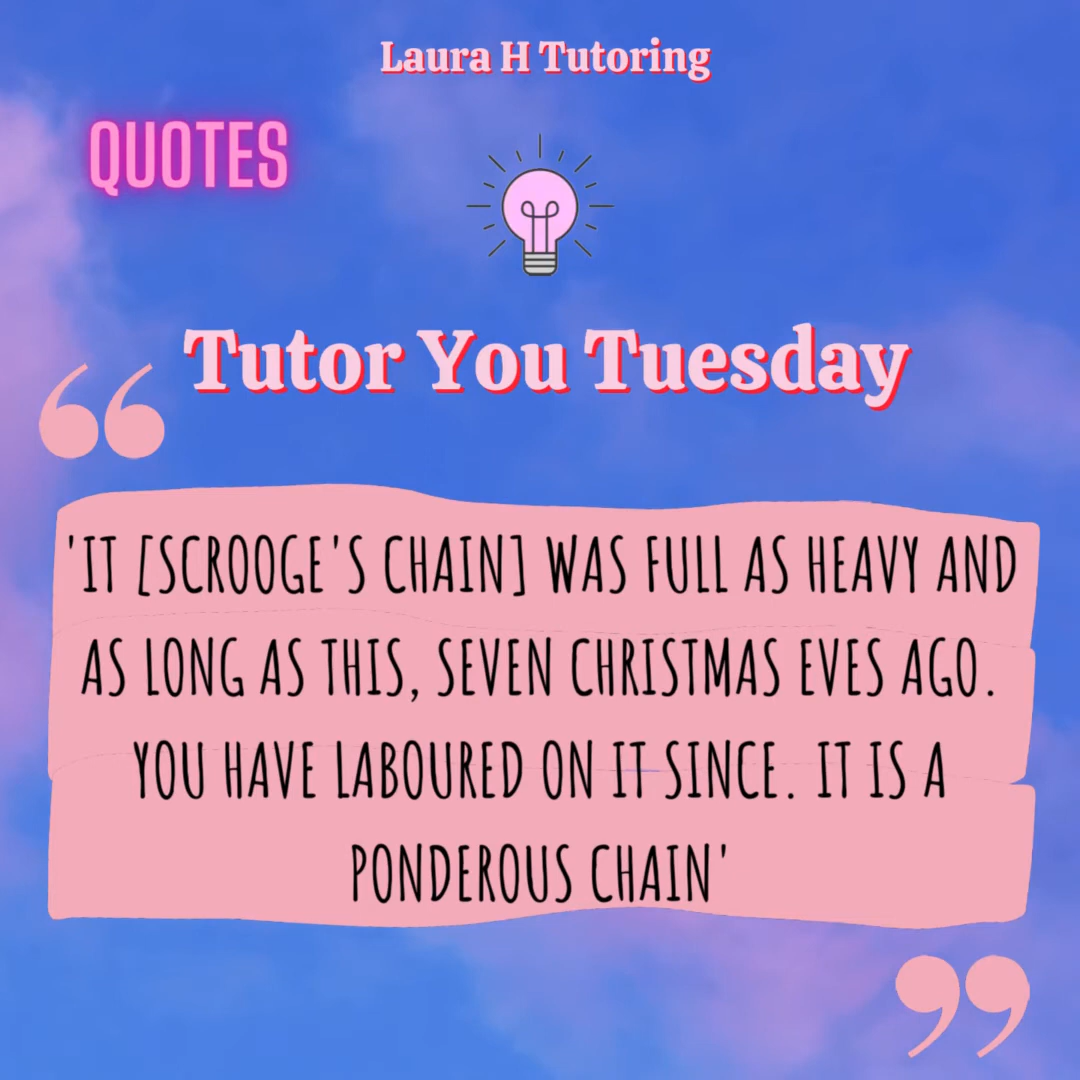 Laura H Tutoring
QUOTES
Tutor You Tuesday
“
'IT [SCROOGE'S CHAIN] WAS FULL AS HEAVY AND
AS LONG AS THIS, SEVEN CHRISTMAS EVES AGO.
YOU HAVE LABOURED ON IT SINCE. IT IS A
PONDEROUS CHAIN'
”